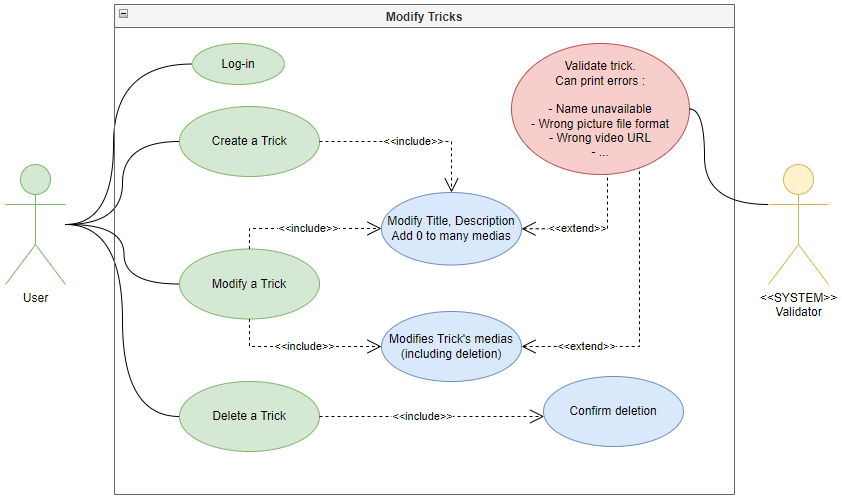 Modify Tricks
Log-in
Validate trick.
Can print errors :
- Name unavailable
- Wrong picture file format
- Wrong video URL
- ...
Create a Trick
<<include>>
Modify Title, Description
Add 0 to many medias
<<include>>
<<extend>>
Modify a Trick
User
<<SYSTEM>>
Validator
Modifies Trick's medias
(including deletion)
<<include>>
<<extend>>
Delete a Trick
<<include>>
Confirm deletion